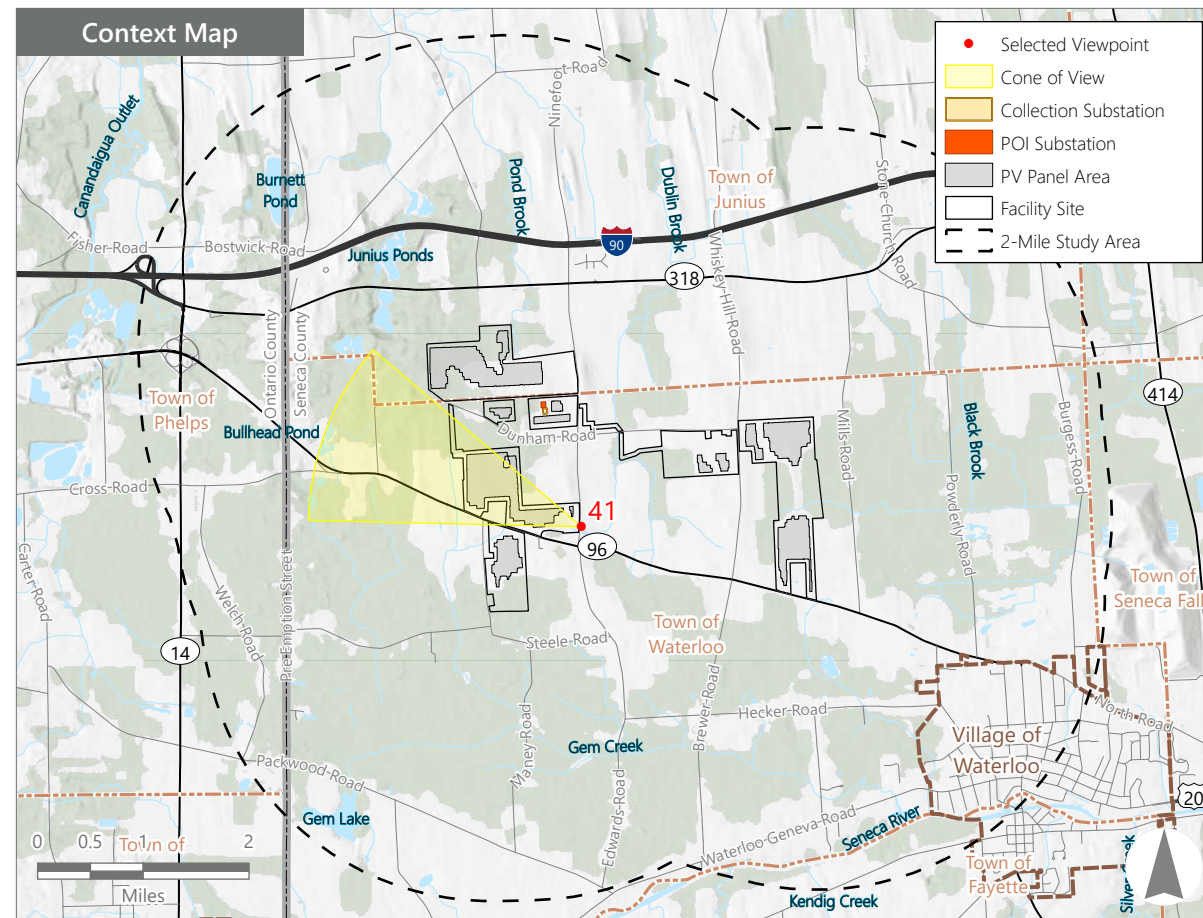 Context Map
Selected Viewpoint
Cone of View
Collection Substation
POI Substation
PV Panel Area
Facility Site
2-Mile Study Area
Ninefoot Road
Canandaigua Outlet
Burnett
Pond
Pond Brook
Dublin Brook
Town of
Junius
Stone-Church-Road
Fisher-Road
Bostwick-Road
Junius Ponds
90
318
Whiskey-Hill-Road
Ontario County
Seneca County
414
Town of
Phelps
Bullhead Pond
Dunham-Road
Mills-Road
Black Brook
Burgess-Road
Cross-Road
41
96
Powderly-Road
Carter-Road
Welch-Road
Pre-Emption-Street
Town of
Seneca Fall
14
Steele Road
Town of
Waterloo
Maney-Road
Brewer-Road
Hecker-Road
North Road
Gem Creek
Village of
Waterloo
Packwood-Road
20
Gem Lake
Edwards-Road
Waterloo-Geneva-Road
Seneca River
0 0.5 1 2
Town of
Miles
Town of
Fayette
Kendig Creek